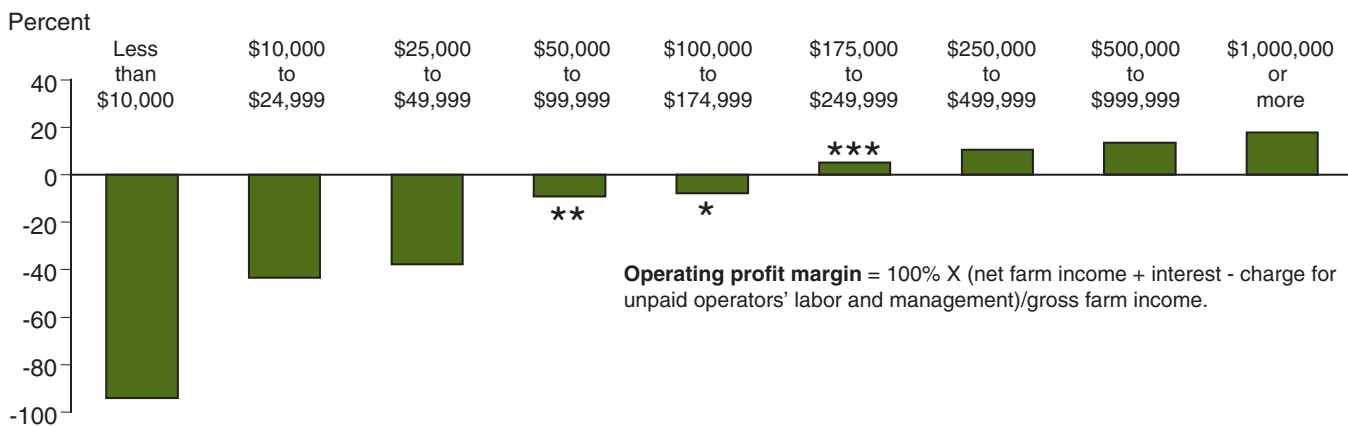 Percent
Less than $10,000
$10,000 to $24,999
$25,000 to $49,999
$50,000 to $99,999
$100,000 to $174,999
$175,000 to $249,999
$250,000 to $499,999
$500,000 to $999,999
$1,000,000 or more
40
20
0
-20
-40
-60
-80
-100
**
*
***
Operating profit margin = 100% X (net farm income + interest - charge for
unpaid operators’ labor and management)/gross farm income.